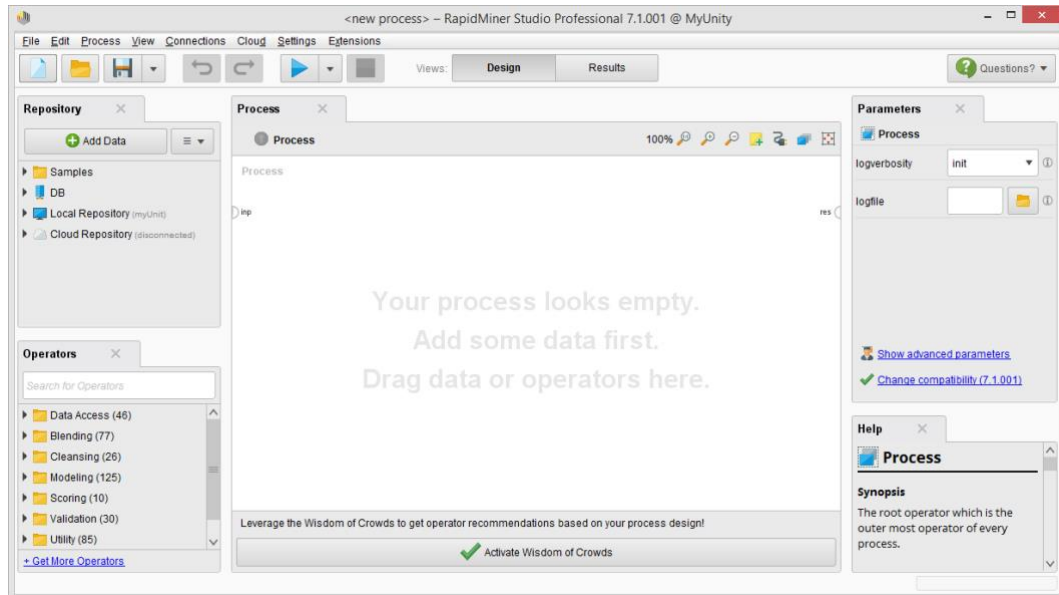 <new process> – RapidMiner Studio Professional 7.1.001 @ MyUnity
File Edit Process View Connections Cloud Settings Extensions
Views: Design Results Questions?
Repository
Add Data
Samples
DB
Local Repository (myUnit)
Cloud Repository (disconnected)
Operators
Search for Operators
Data Access (46)
Blending (77)
Cleansing (26)
Modeling (125)
Scoring (10)
Validation (30)
Utility (85)
+ Get More Operators
Process
Process
100%
Process
inp res
Your process looks empty.
Add some data first.
Drag data or operators here.
Leverage the Wisdom of Crowds to get operator recommendations based on your process design!
Activate Wisdom of Crowds
Parameters
Process
logverbosity init
logfile
Show advanced parameters
Change compatibility (7.1.001)
Help
Process
Synopsis
The root operator which is the
outer most operator of every
process.